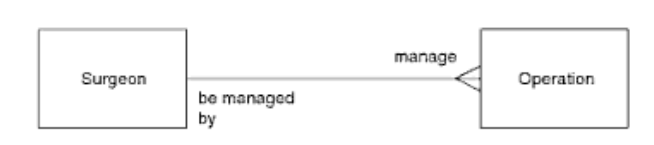 manage
Surgeon
Operation
be managed
by